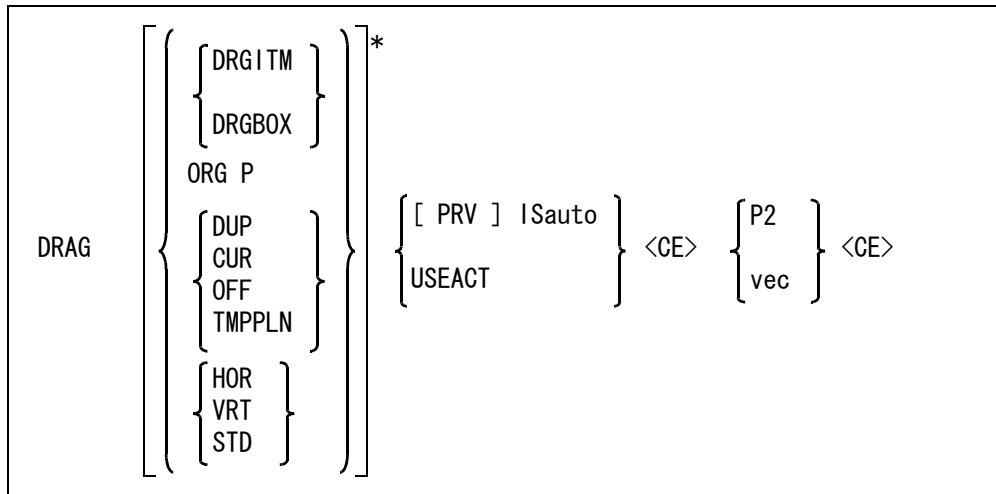 *
DRGITM
DRGBOX
ORG P
DUP
CUR
OFF
TMPPLN
HOR
VRT
STD
DRAG
[ PRV ] ISauto
USEACT
<CE>
P2
vec
<CE>